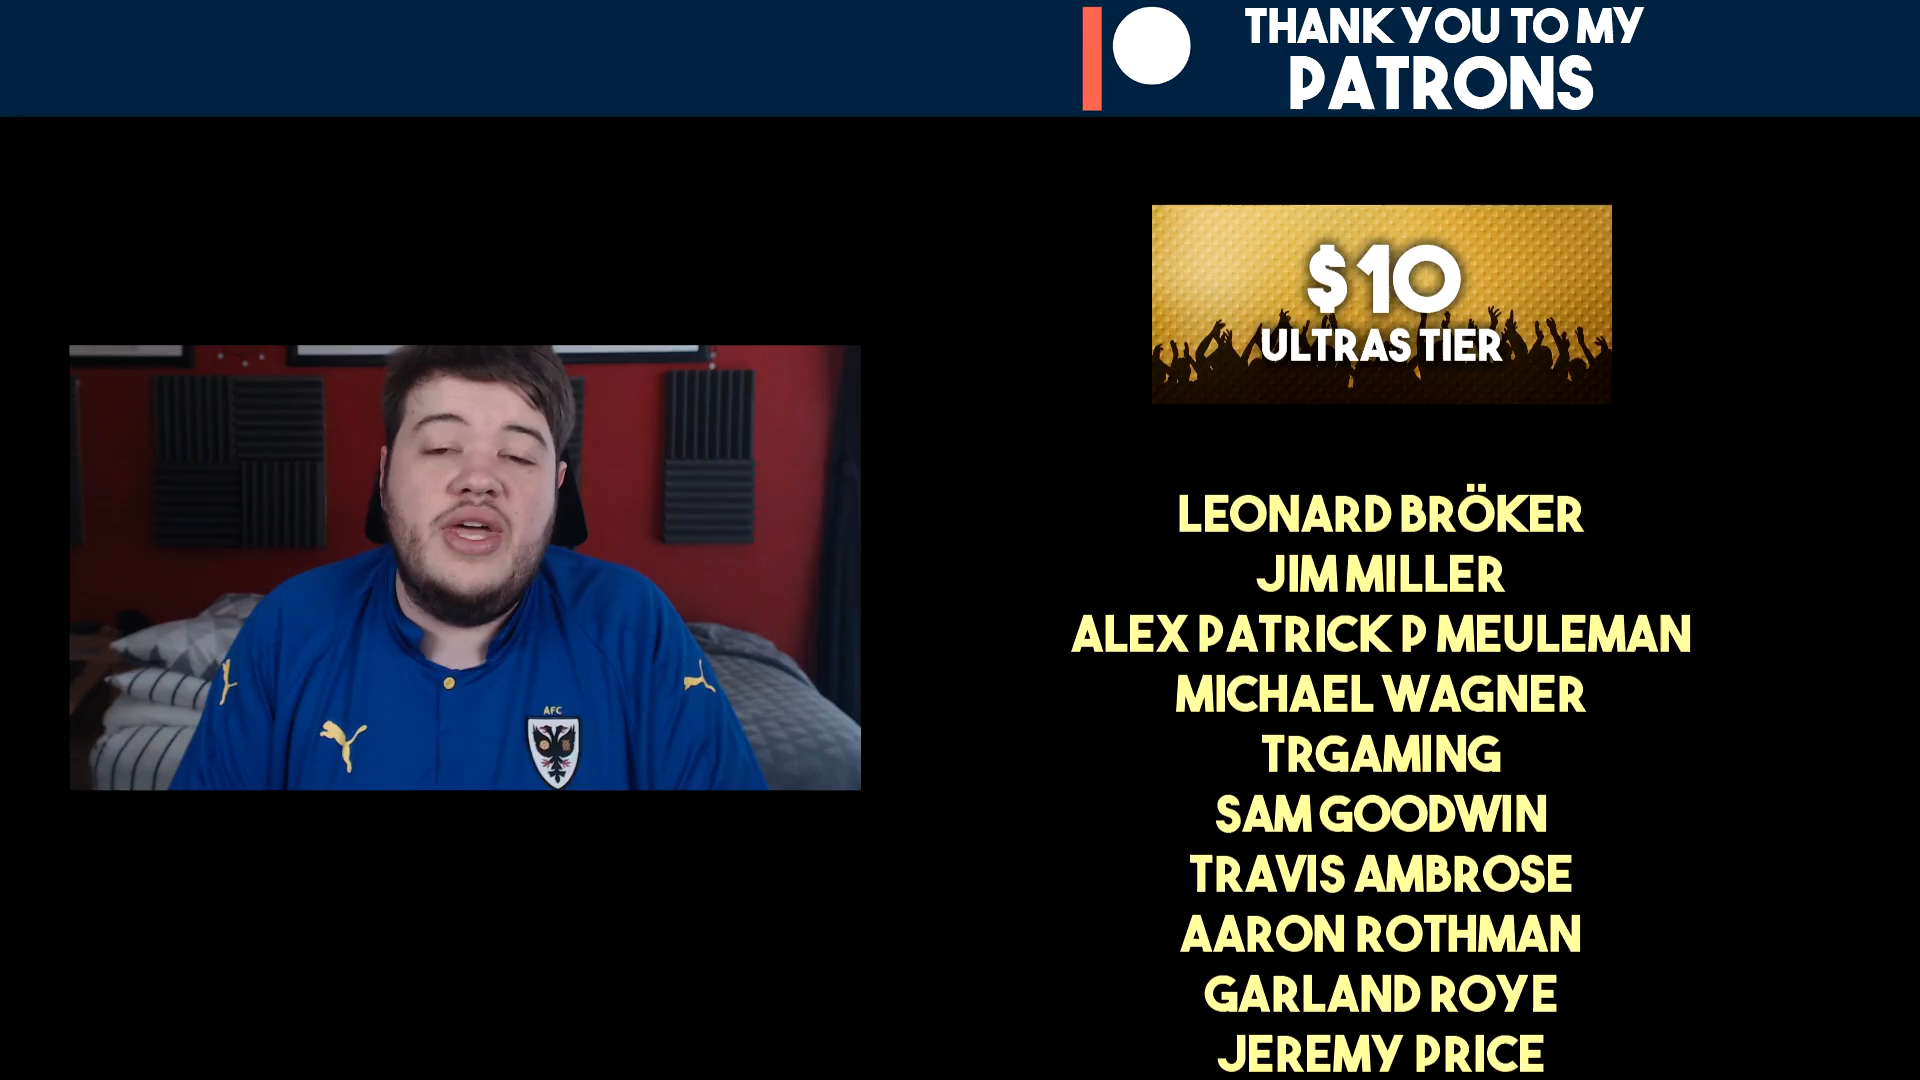 THANK YOU TO MY
PATRONS
$10
ULTRAS TIER
AFC
LEONARD BRÖKER
JIM MILLER
ALEX PATRICK P MEULEMAN
MICHAEL WAGNER
TRGAMING
SAM GOODWIN
TRAVIS AMBROSE
AARON ROTHMAN
GARLAND ROYE
JEREMY PRICE